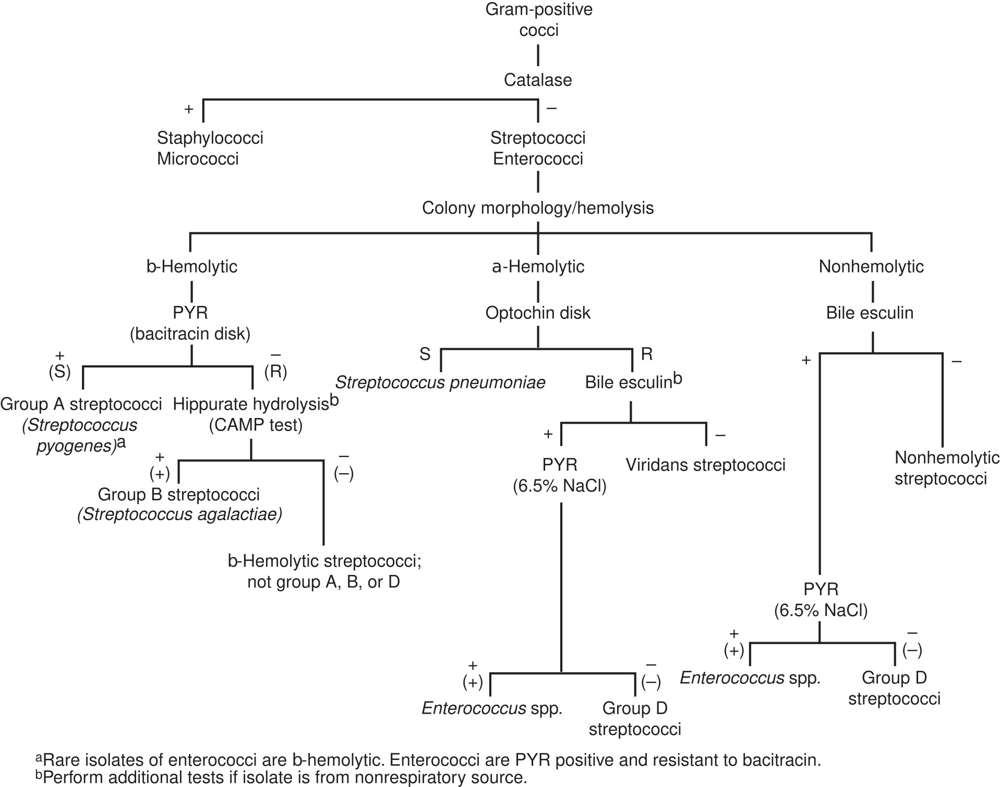 Gram-positive
cocci
Catalase
+
–
Staphylococci
Micrococci
Streptococci
Enterococci
Colony morphology/hemolysis
b-Hemolytic
a-Hemolytic
Nonhemolytic
PYR
(bacitracin disk)
Optochin disk
Bile esculin
+
(S)
–
(R)
S
R
+
–
Group A streptococci
(Streptococcus
pyogenes)a
Hippurate hydrolysisb
(CAMP test)
Streptococcus pneumoniae
Bile esculinb
+
(+)
–
(–)
+
–
Group B streptococci
(Streptococcus agalactiae)
PYR
(6.5% NaCl)
Viridans streptococci
Nonhemolytic
streptococci
b-Hemolytic streptococci;
not group A, B, or D
PYR
(6.5% NaCl)
+
(+)
–
(–)
+
(+)
–
(–)
Enterococcus spp.
Group D
streptococci
Enterococcus spp.
Group D
streptococci
aRare isolates of enterococci are b-hemolytic. Enterococci are PYR positive and resistant to bacitracin.
bPerform additional tests if isolate is from nonrespiratory source.